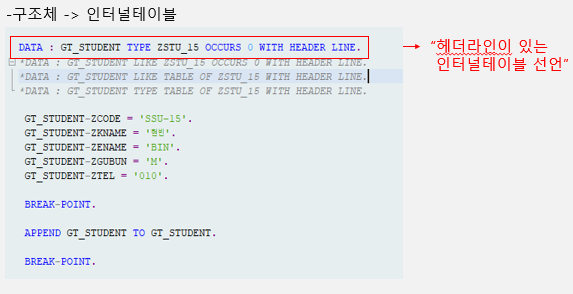 -구조체 -> 인터널테이블
DATA : GT_STUDENT TYPE ZSTU_15 OCCURS 0 WITH HEADER LINE.
*DATA : GT_STUDENT LIKE ZSTU_15 OCCURS 0 WITH HEADER LINE.
*DATA : GT_STUDENT LIKE TABLE OF ZSTU_15 WITH HEADER LINE.
*DATA : GT_STUDENT TYPE TABLE OF ZSTU_15 WITH HEADER LINE.
“헤더라인이 있는
인터널테이블 선언”
GT_STUDENT-ZCODE = 'SSU-15'.
GT_STUDENT-ZKNAME = '현빈'.
GT_STUDENT-ZENAME = 'BIN'.
GT_STUDENT-ZGUBUN = 'M'.
GT_STUDENT-ZTEL = '010'.
BREAK-POINT.
APPEND GT_STUDENT TO GT_STUDENT.
BREAK-POINT.